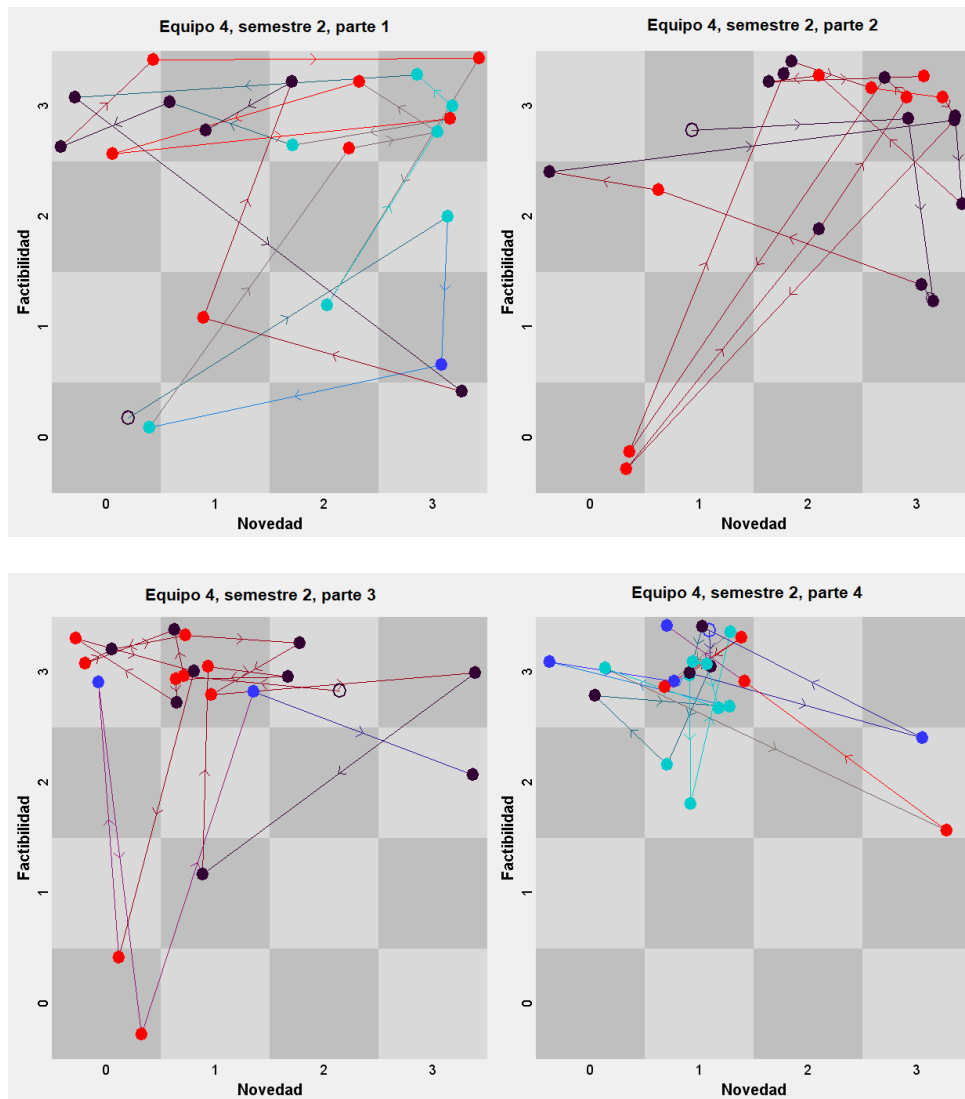 Equipo 4, semestre 2, parte 1
Factibilidad
3
2
1
0
0 1 2 3
Novedad
Equipo 4, semestre 2, parte 2
Factibilidad
3
2
1
0
0 1 2 3
Novedad
Equipo 4, semestre 2, parte 3
Factibilidad
3
2
1
0
0 1 2 3
Novedad
Equipo 4, semestre 2, parte 4
Factibilidad
3
2
1
0
0 1 2 3
Novedad